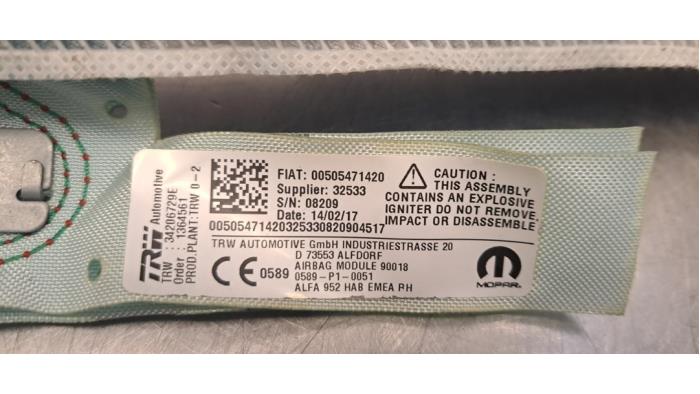 TRW Automotive
TRW : 34206729E
Order : 1364561
PROD.PLANT:TRW 0-2
FIAT: 00505471420
Supplier: 32533
S/N: 08209
Date: 14/02/17
00505471420325330820904517
CAUTION :
THIS ASSEMBLY
CONTAINS AN EXPLOSIVE
IGNITER DO NOT REMOVE,
IMPACT OR DISASSEMBLE
TRW AUTOMOTIVE GmbH INDUSTRIESTRASSE 20
D 73553 ALFDORF
AIRBAG MODULE 90018
CE 0589 0589-P1-0051
ALFA 952 HAB EMEA RH
MOPAR